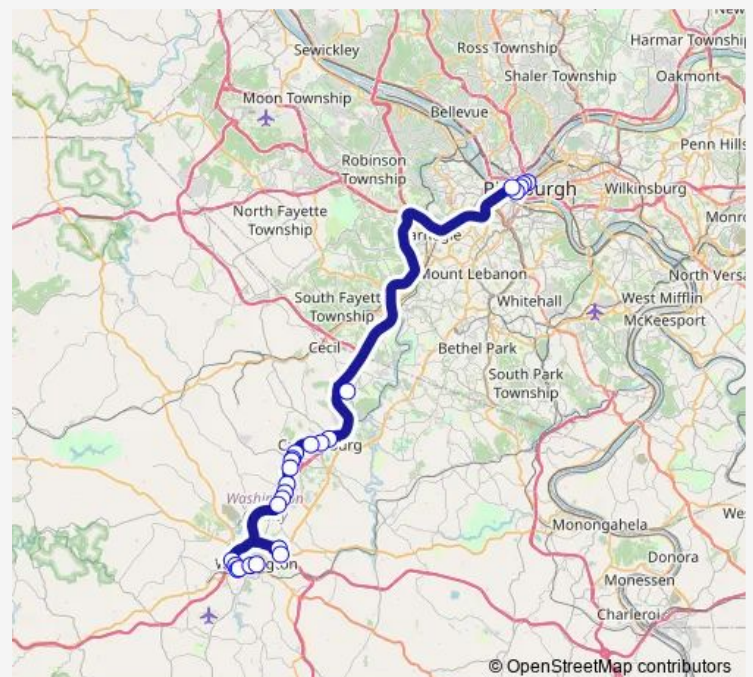 New
Harmar Township
Ross Township
Sewickley
Shaler Township
Oakmont
Moon Township
Bellevue
Penn Hills
Robinson
Township
Wilkinsburg
North Fayette
Township
Monro
Mount Lebanon
North Versa
South Fayett
Township
Whitehall
West Mifflin
McKeesport
Cecil
Bethel Park
South Park
Township
Washington
We
Monongahela
Donora
Monessen
Charleroi
© OpenStreetMap contributors